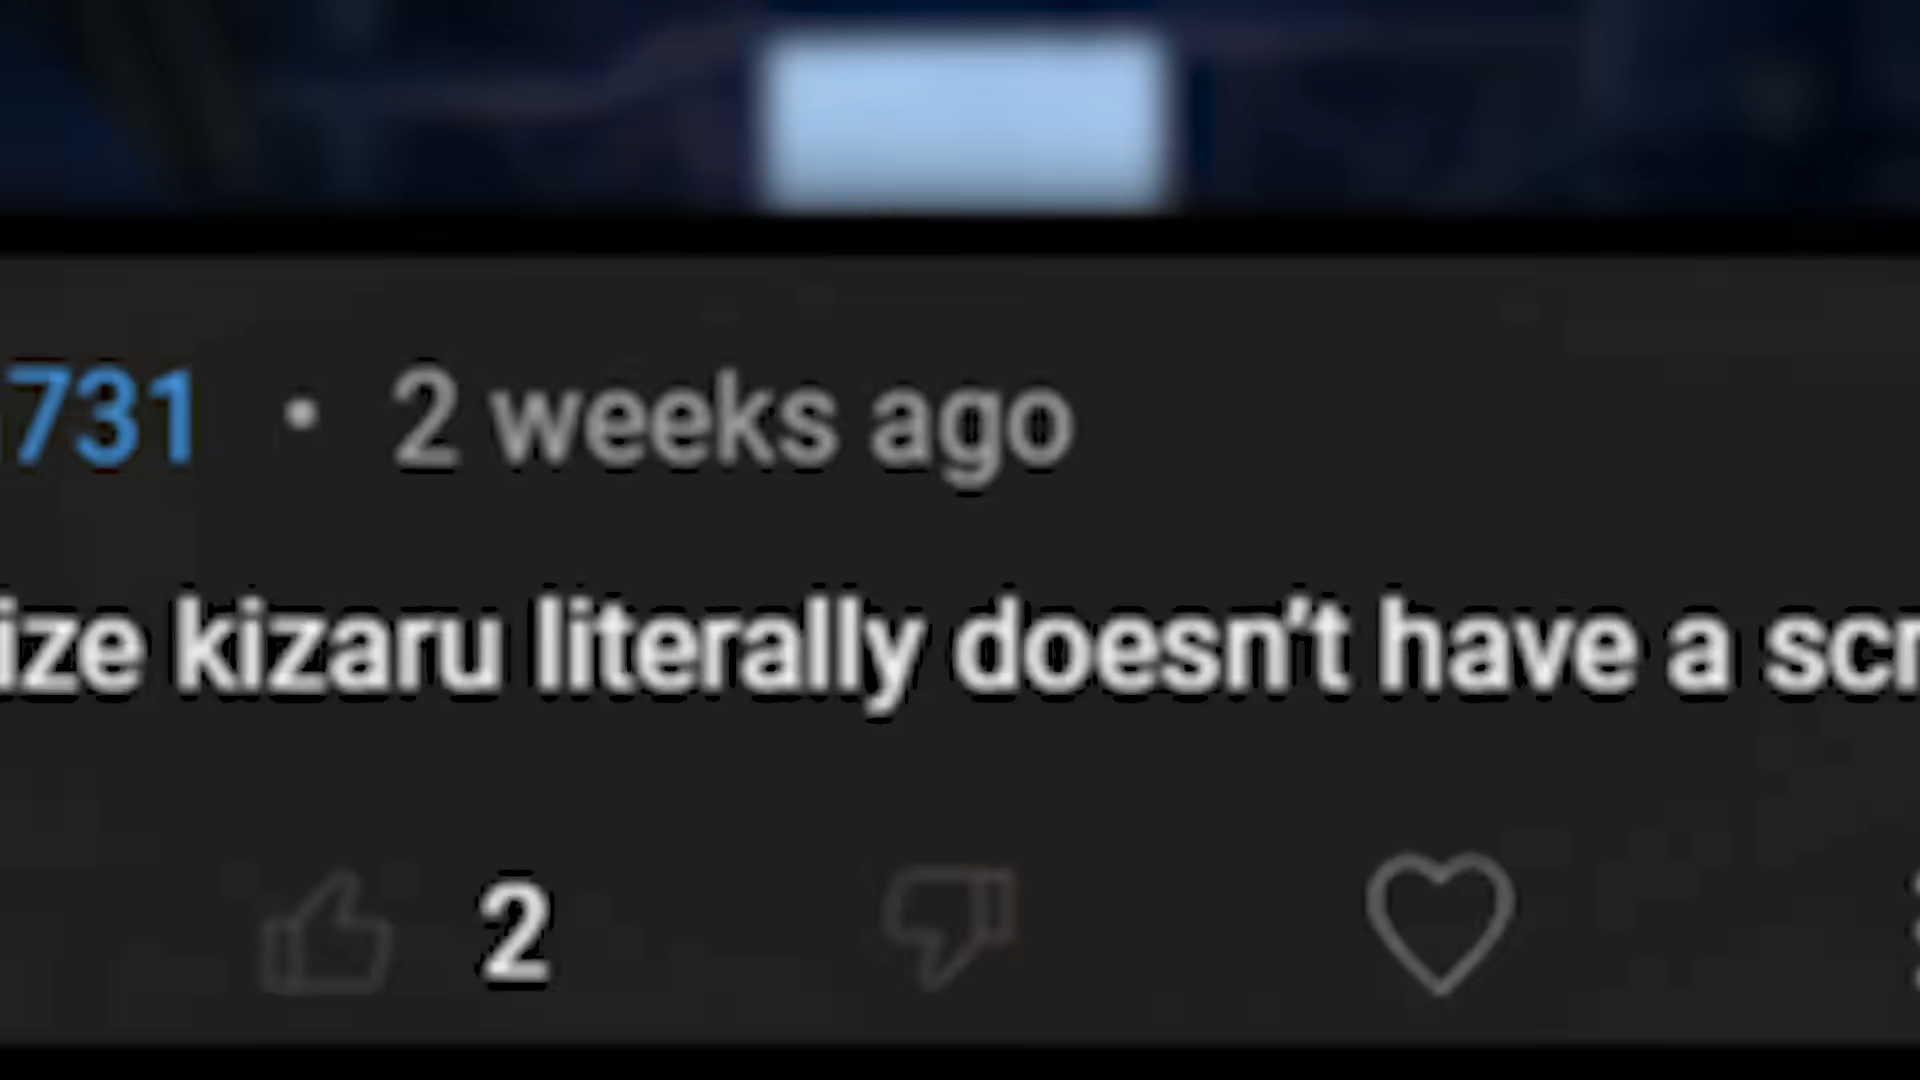 731 • 2 weeks ago
ize kizaru literally doesn't have a scr
2